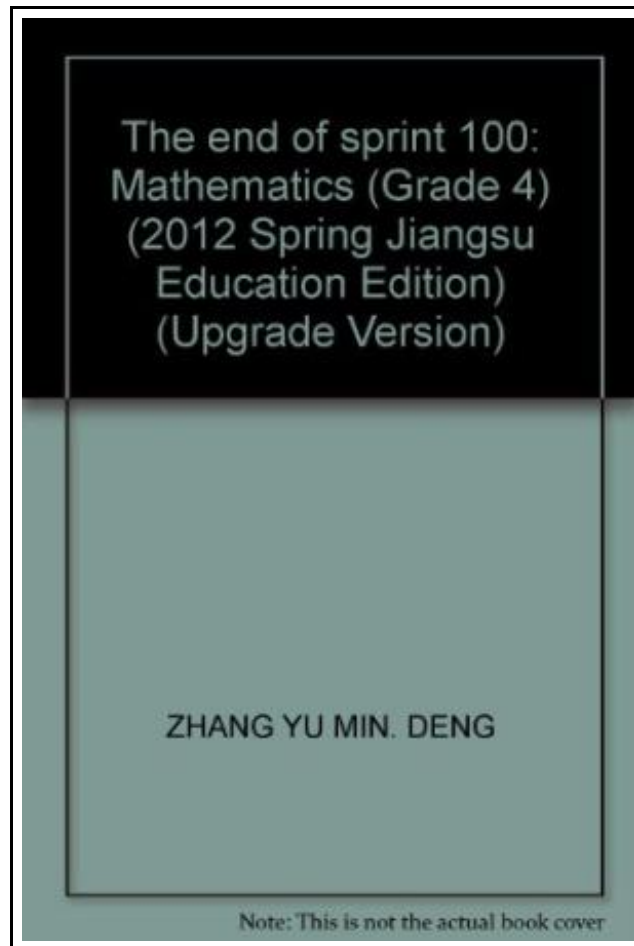 The end of sprint 100:
Mathematics (Grade 4)
(2012 Spring Jiangsu
Education Edition)
(Upgrade Version)
ZHANG YU MIN. DENG
Note: This is not the actual book cover